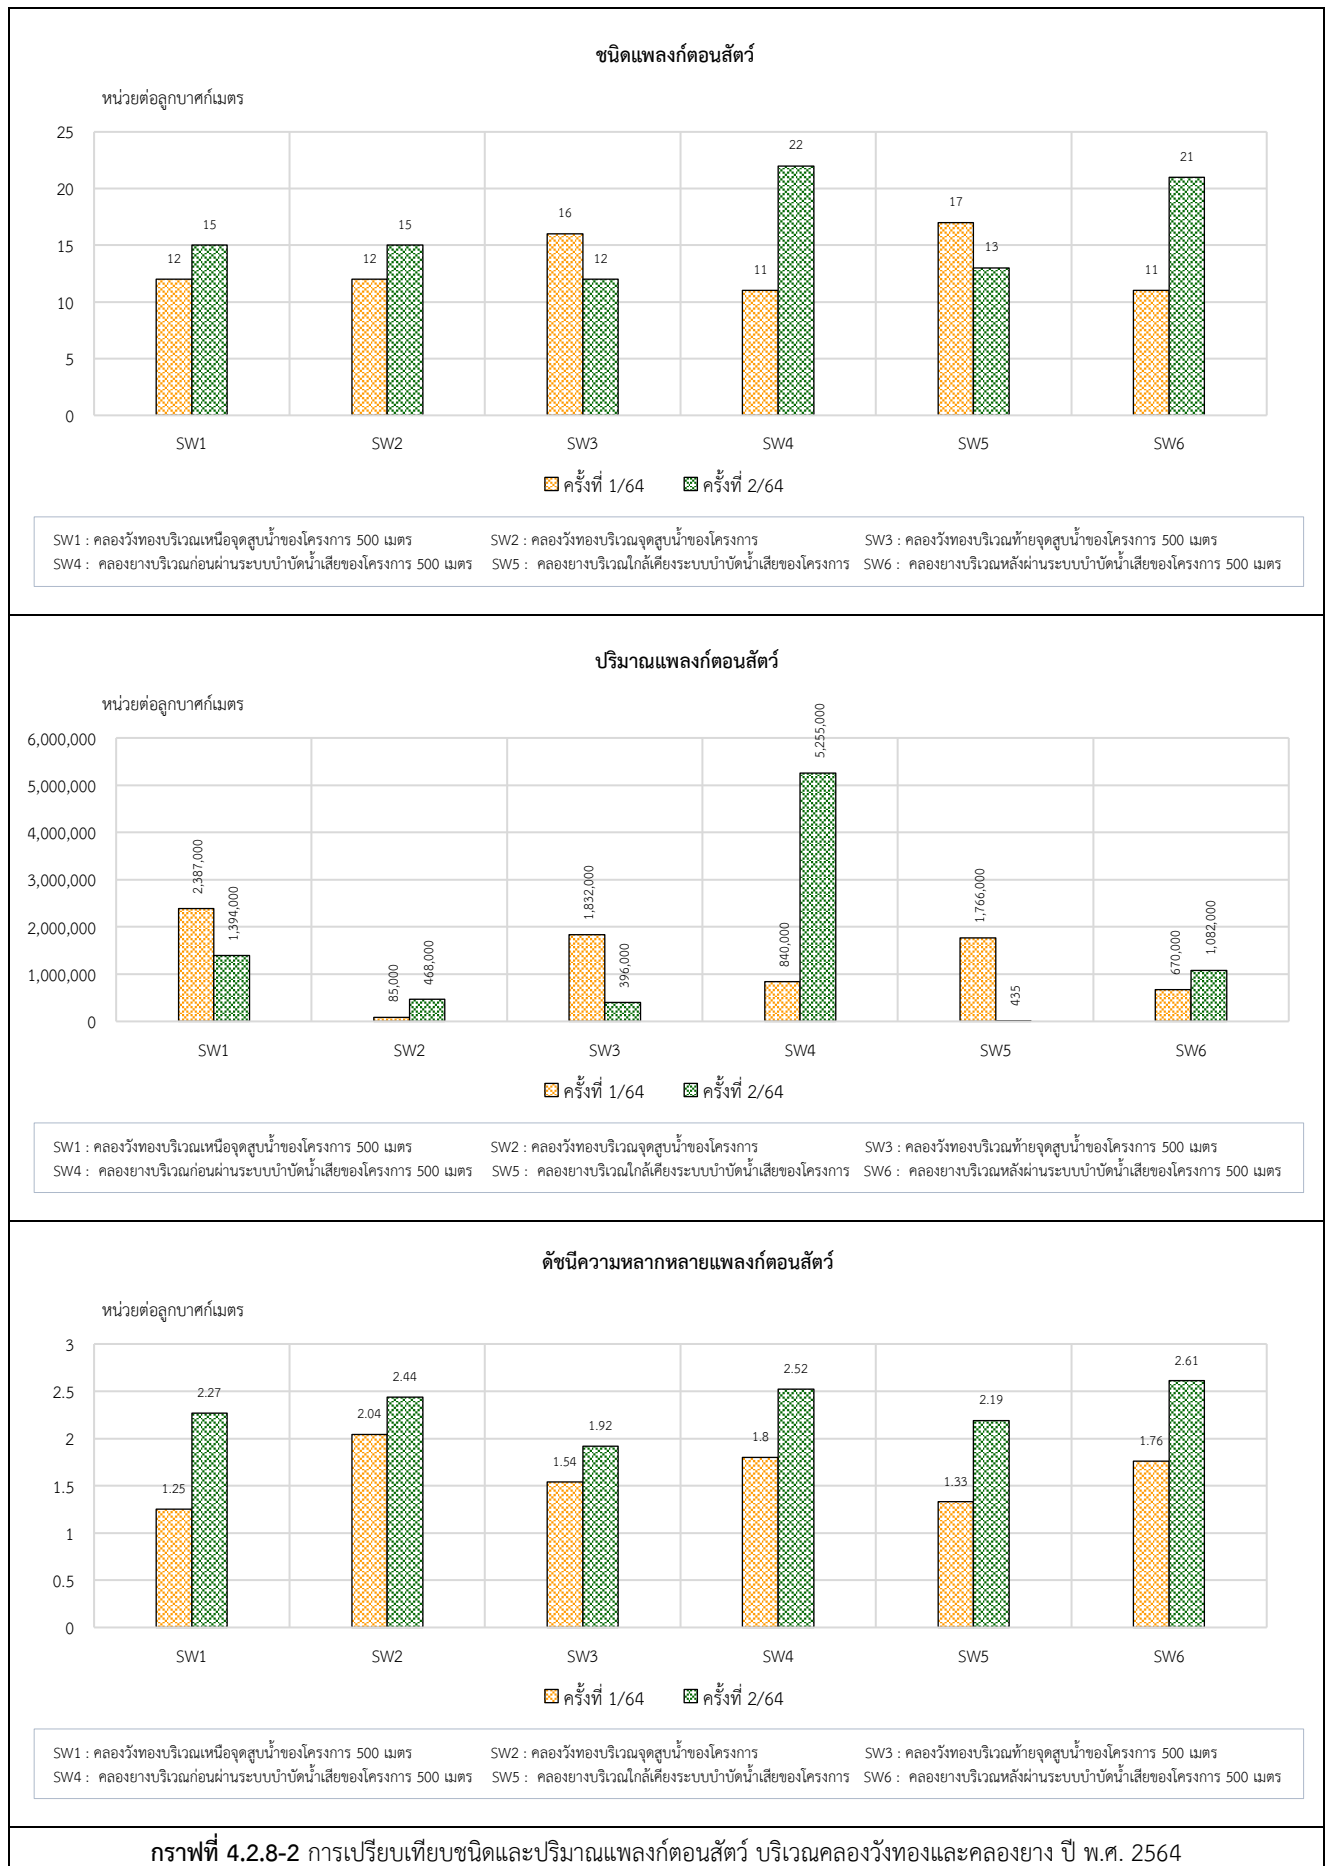 ชนิดแพลงก์ตอนสัตว์
หน่วยต่อลูกบาศก์เมตร
25
20
15
10
5
0
12 15 12 15 16 12 11 22 17 13 11 21
SW1 SW2 SW3 SW4 SW5 SW6
ครั้งที่ 1/64 ครั้งที่ 2/64
SW1 : คลองวังทองบริเวณเหนือจุดสูบน้ำของโครงการ 500 เมตร SW2 : คลองวังทองบริเวณจุดสูบน้ำของโครงการ SW3 : คลองวังทองบริเวณท้ายจุดสูบน้ำของโครงการ 500 เมตร
SW4 : คลองยางบริเวณก่อนผ่านระบบบำบัดน้ำเสียของโครงการ 500 เมตร SW5 : คลองยางบริเวณใกล้เคียงระบบบำบัดน้ำเสียของโครงการ SW6 : คลองยางบริเวณหลังผ่านระบบบำบัดน้ำเสียของโครงการ 500 เมตร
ปริมาณแพลงก์ตอนสัตว์
หน่วยต่อลูกบาศก์เมตร
6,000,000
5,000,000
4,000,000
3,000,000
2,000,000
1,000,000
0
2,387,000 1,394,000 85,000 468,000 1,832,000 396,000 840,000 5,255,000 1,766,000 435 670,000 1,082,000
SW1 SW2 SW3 SW4 SW5 SW6
ครั้งที่ 1/64 ครั้งที่ 2/64
SW1 : คลองวังทองบริเวณเหนือจุดสูบน้ำของโครงการ 500 เมตร SW2 : คลองวังทองบริเวณจุดสูบน้ำของโครงการ SW3 : คลองวังทองบริเวณท้ายจุดสูบน้ำของโครงการ 500 เมตร
SW4 : คลองยางบริเวณก่อนผ่านระบบบำบัดน้ำเสียของโครงการ 500 เมตร SW5 : คลองยางบริเวณใกล้เคียงระบบบำบัดน้ำเสียของโครงการ SW6 : คลองยางบริเวณหลังผ่านระบบบำบัดน้ำเสียของโครงการ 500 เมตร
ดัชนีความหลากหลายแพลงก์ตอนสัตว์
หน่วยต่อลูกบาศก์เมตร
3
2.5
2
1.5
1
0.5
0
1.25 2.27 2.04 2.44 1.54 1.92 1.8 2.52 1.33 2.19 1.76 2.61
SW1 SW2 SW3 SW4 SW5 SW6
ครั้งที่ 1/64 ครั้งที่ 2/64
SW1 : คลองวังทองบริเวณเหนือจุดสูบน้ำของโครงการ 500 เมตร SW2 : คลองวังทองบริเวณจุดสูบน้ำของโครงการ SW3 : คลองวังทองบริเวณท้ายจุดสูบน้ำของโครงการ 500 เมตร
SW4 : คลองยางบริเวณก่อนผ่านระบบบำบัดน้ำเสียของโครงการ 500 เมตร SW5 : คลองยางบริเวณใกล้เคียงระบบบำบัดน้ำเสียของโครงการ SW6 : คลองยางบริเวณหลังผ่านระบบบำบัดน้ำเสียของโครงการ 500 เมตร
กราฟที่ 4.2.8-2 การเปรียบเทียบชนิดและปริมาณแพลงก์ตอนสัตว์ บริเวณคลองวังทองและคลองยาง ปี พ.ศ. 2564